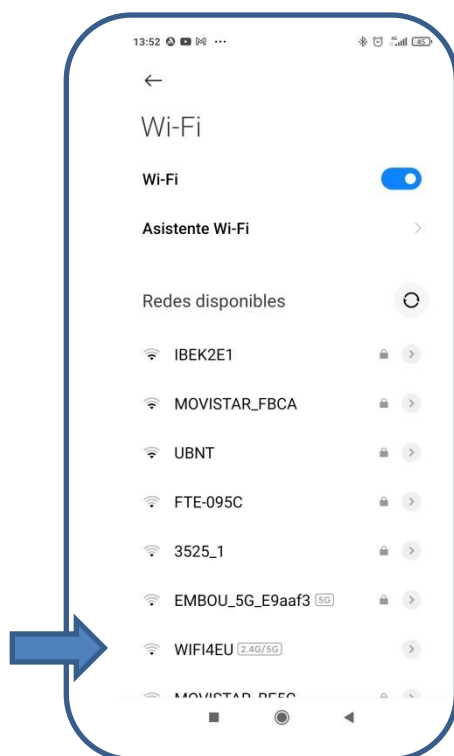 13:52
Wi-Fi
Wi-Fi
Asistente Wi-Fi
Redes disponibles
IBEK2E1
MOVISTAR_FBCA
UBNT
FTE-095C
3525_1
EMBOU_5G_E9aaf3 5G
WIFI4EU 2.4G/5G